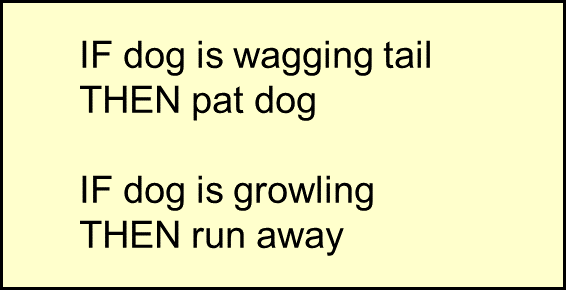 IF dog is wagging tail
THEN pat dog
IF dog is growling
THEN run away